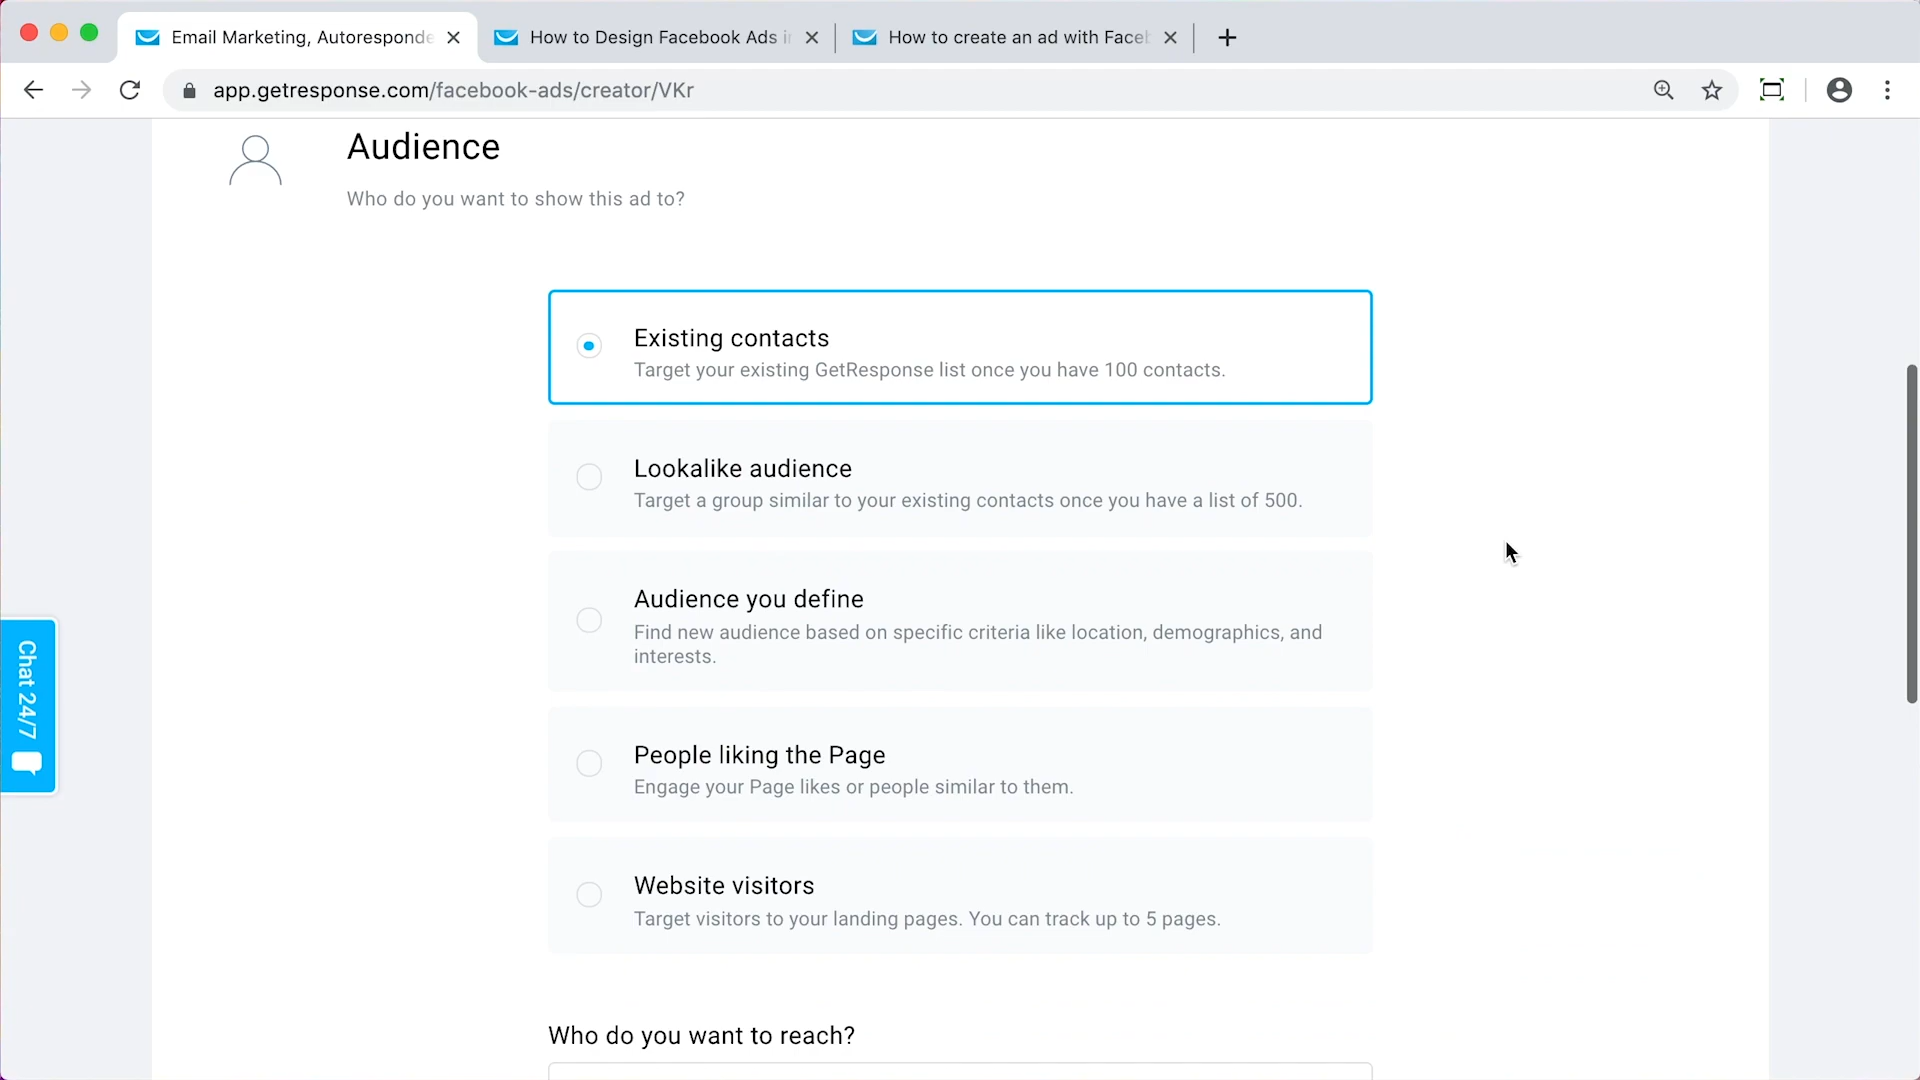 Email Marketing, Autoresponde
How to Design Facebook Ads i
How to create an ad with Faceb
app.getresponse.com/facebook-ads/creator/VKr
Audience
Who do you want to show this ad to?
Existing contacts
Target your existing GetResponse list once you have 100 contacts.
Lookalike audience
Target a group similar to your existing contacts once you have a list of 500.
Audience you define
Find new audience based on specific criteria like location, demographics, and
interests.
People liking the Page
Engage your Page likes or people similar to them.
Website visitors
Target visitors to your landing pages. You can track up to 5 pages.
Chat 24/7
Who do you want to reach?